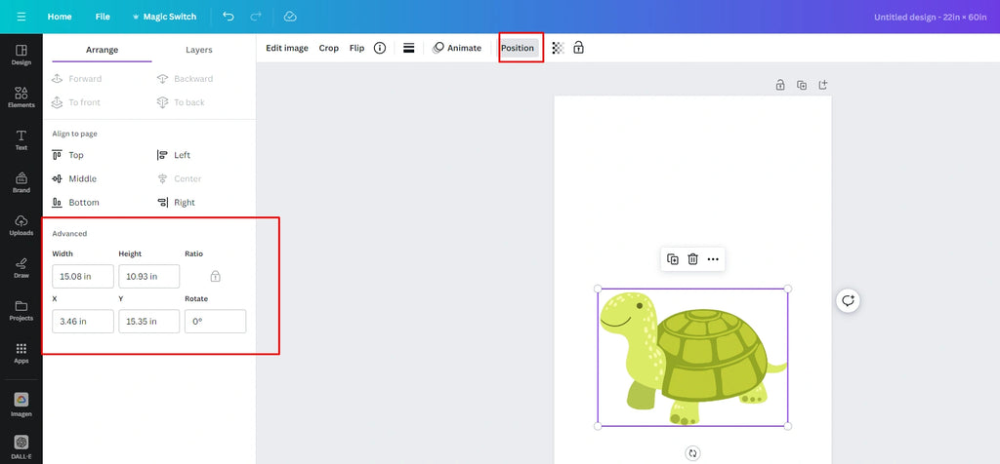 Home File Magic Switch Untitled design - 22in × 60in
Arrange Layers
Edit image Crop Flip Animate Position
Forward Backward
To front To back
Align to page
Top Left
Middle Center
Bottom Right
Advanced
Width Height Ratio
15.08 in 10.93 in
X Y Rotate
3.46 in 15.35 in 0°
Design
Elements
Text
Brand
Uploads
Draw
Projects
Apps
Imagen
DALL·E